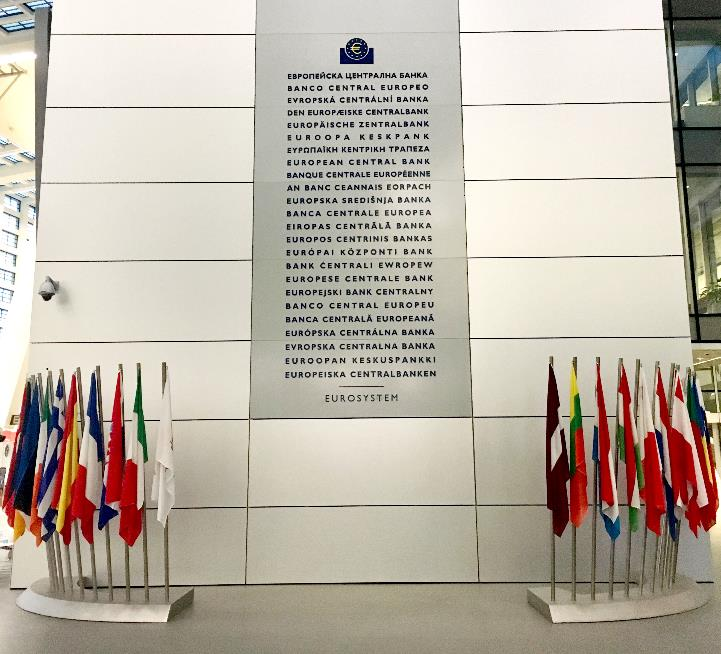 €
ЕВРОПЕЙСКА ЦЕНТРАЛНА БАНКА
BANCO CENTRAL EUROPEO
EVROPSKÁ CENTRÁLNÍ BANKA
DEN EUROPÆISKE CENTRALBANK
EUROPÄISCHE ZENTRALBANK
EUROOPA KESKPANK
ΕΥΡΩΠΑΪΚΗ ΚΕΝΤΡΙΚΗ ΤΡΑΠΕΖΑ
EUROPEAN CENTRAL BANK
BANQUE CENTRALE EUROPÉENNE
AN BANC CEANNAIS EORPACH
EUROPSKA SREDIŠNJA BANKA
BANCA CENTRALE EUROPEA
EIROPAS CENTRĀLĀ BANKA
EUROPOS CENTRINIS BANKAS
EURÓPAI KÖZPONTI BANK
BANK ĊENTRALI EWROPEW
EUROPESE CENTRALE BANK
EUROPEJSKI BANK CENTRALNY
BANCO CENTRAL EUROPEU
BANCA CENTRALĂ EUROPEANĂ
EURÓPSKA CENTRÁLNA BANKA
EVROPSKA CENTRALNA BANKA
EUROOPAN KESKUSPANKKI
EUROPEISKA CENTRALBANKEN
EUROSYSTEM